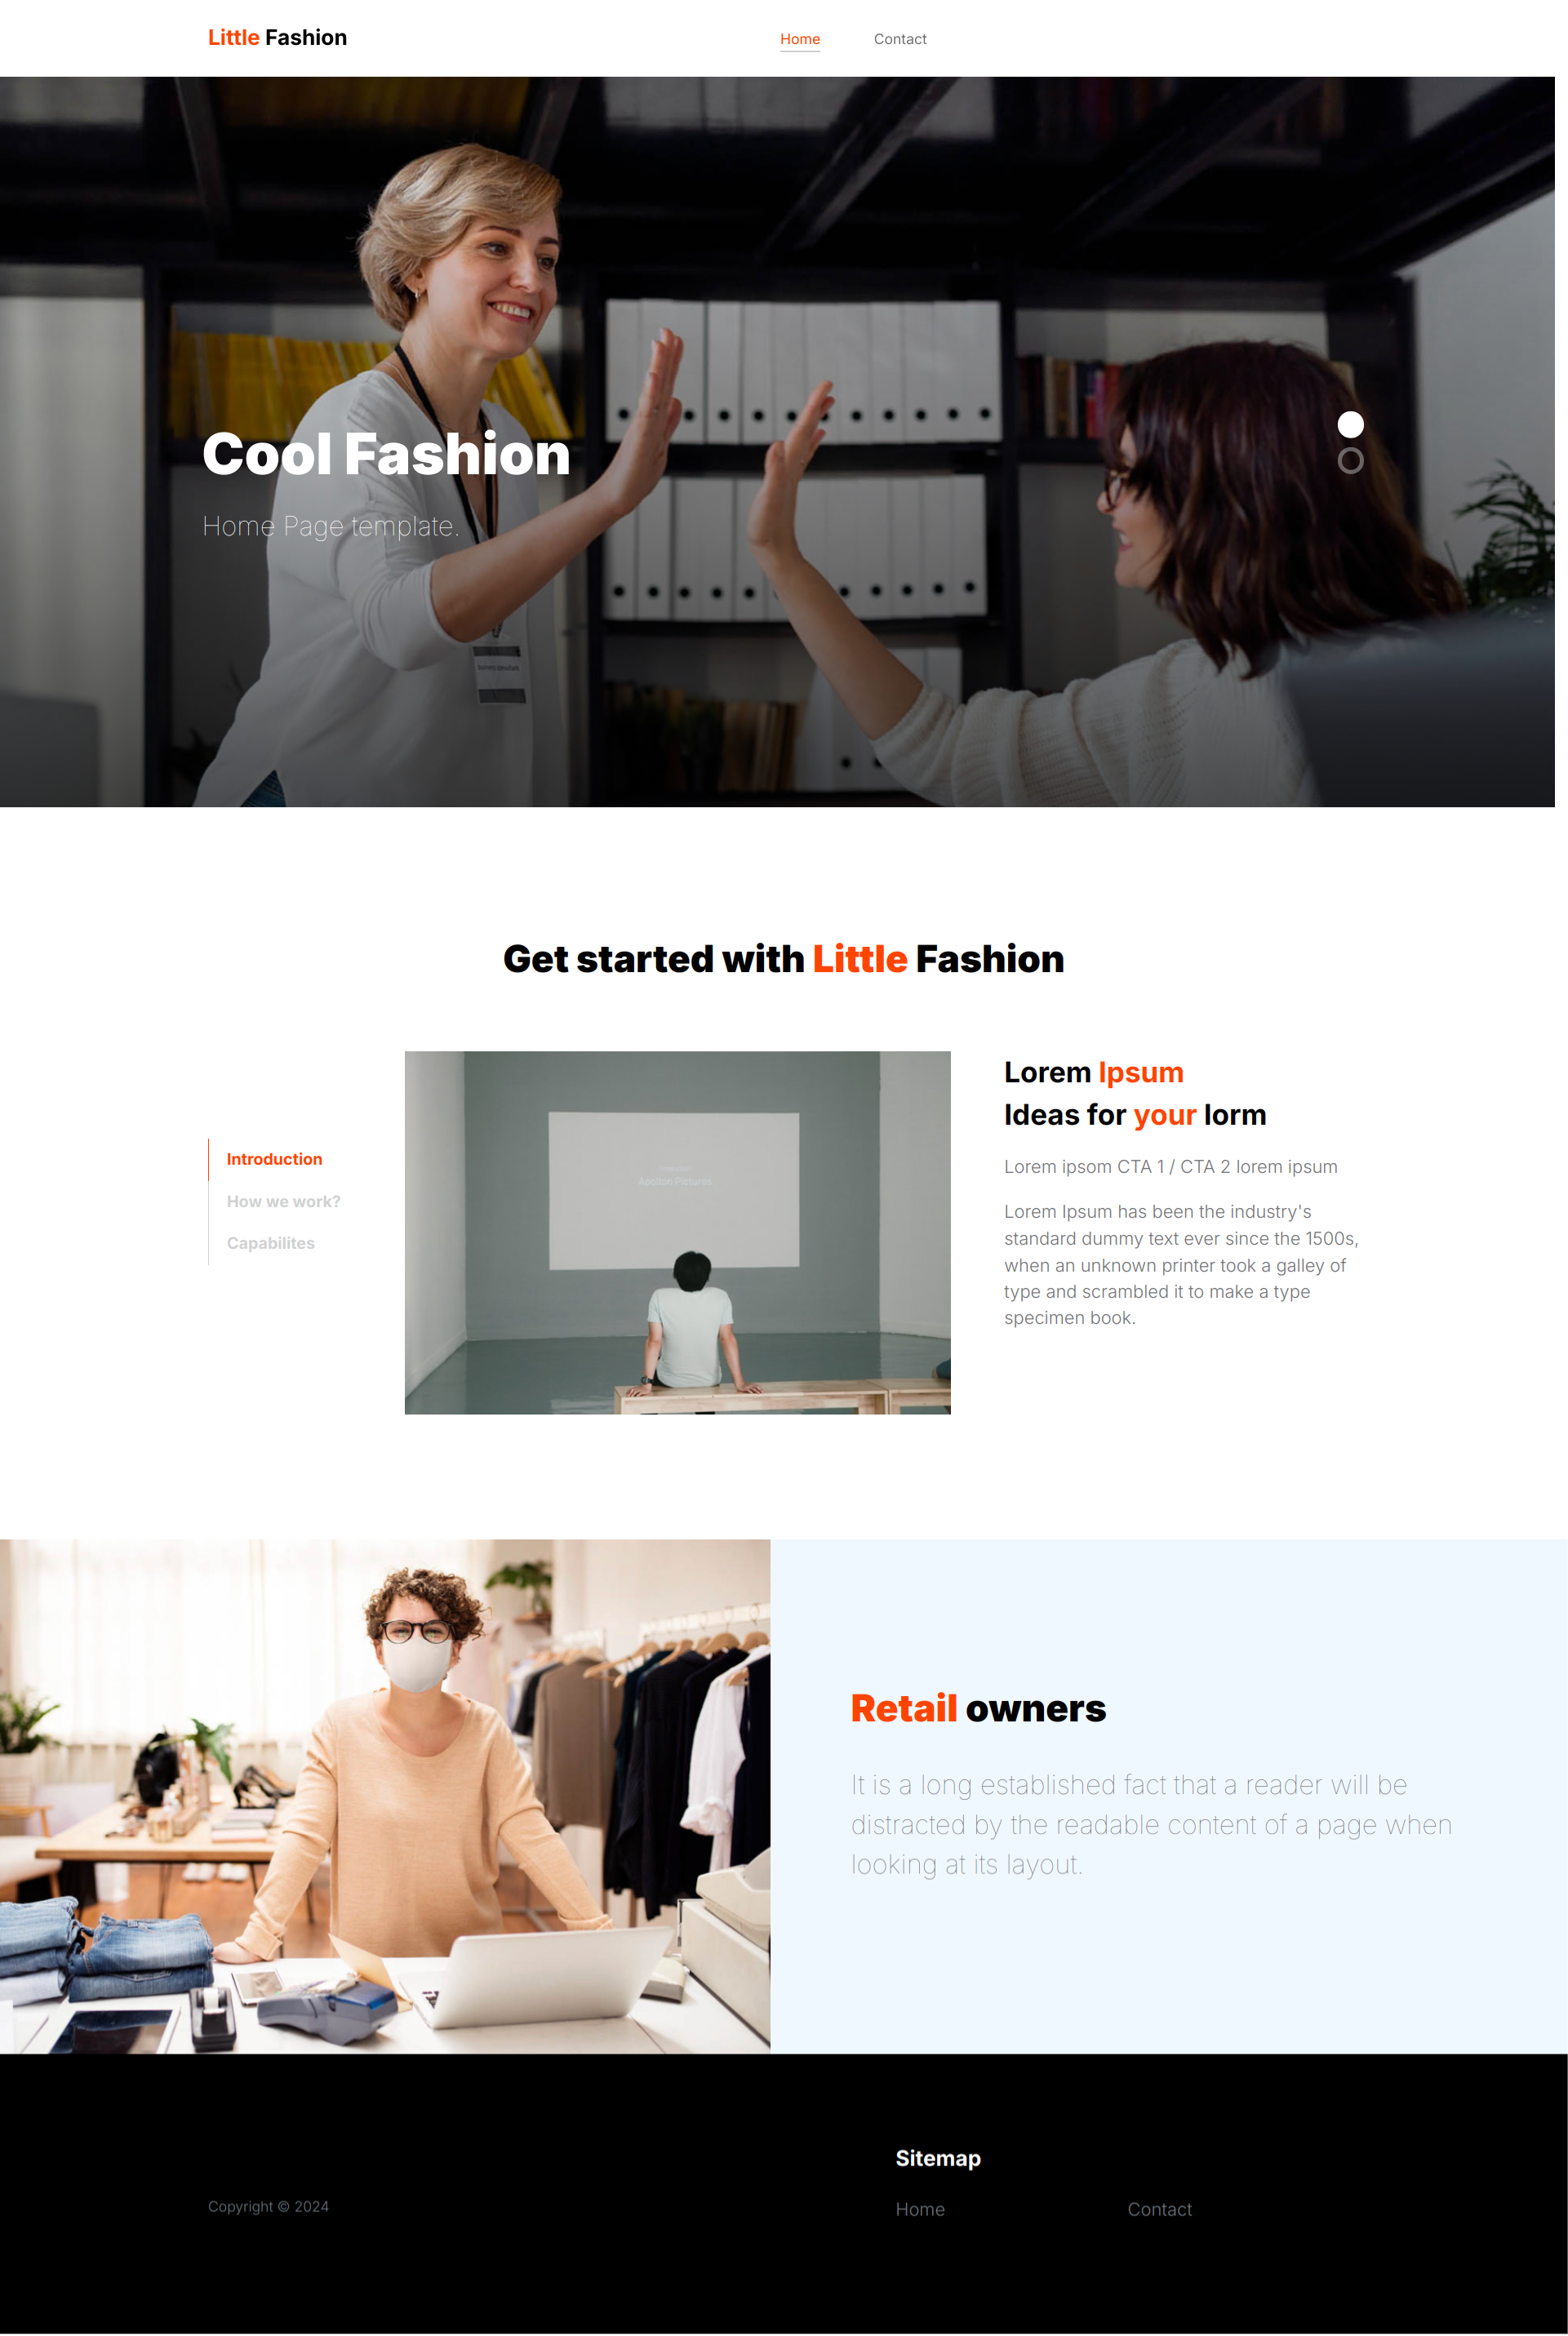 Little Fashion
Home
Contact
Cool Fashion
Home Page template.
Get started with Little Fashion
Introduction
How we work?
Capabilites
Apollon Pictures
Lorem Ipsum
Ideas for your lorm
Lorem ipsom CTA 1 / CTA 2 lorem ipsum
Lorem Ipsum has been the industry's
standard dummy text ever since the 1500s,
when an unknown printer took a galley of
type and scrambled it to make a type
specimen book.
Retail owners
It is a long established fact that a reader will be
distracted by the readable content of a page when
looking at its layout.
Sitemap
Copyright © 2024
Home
Contact